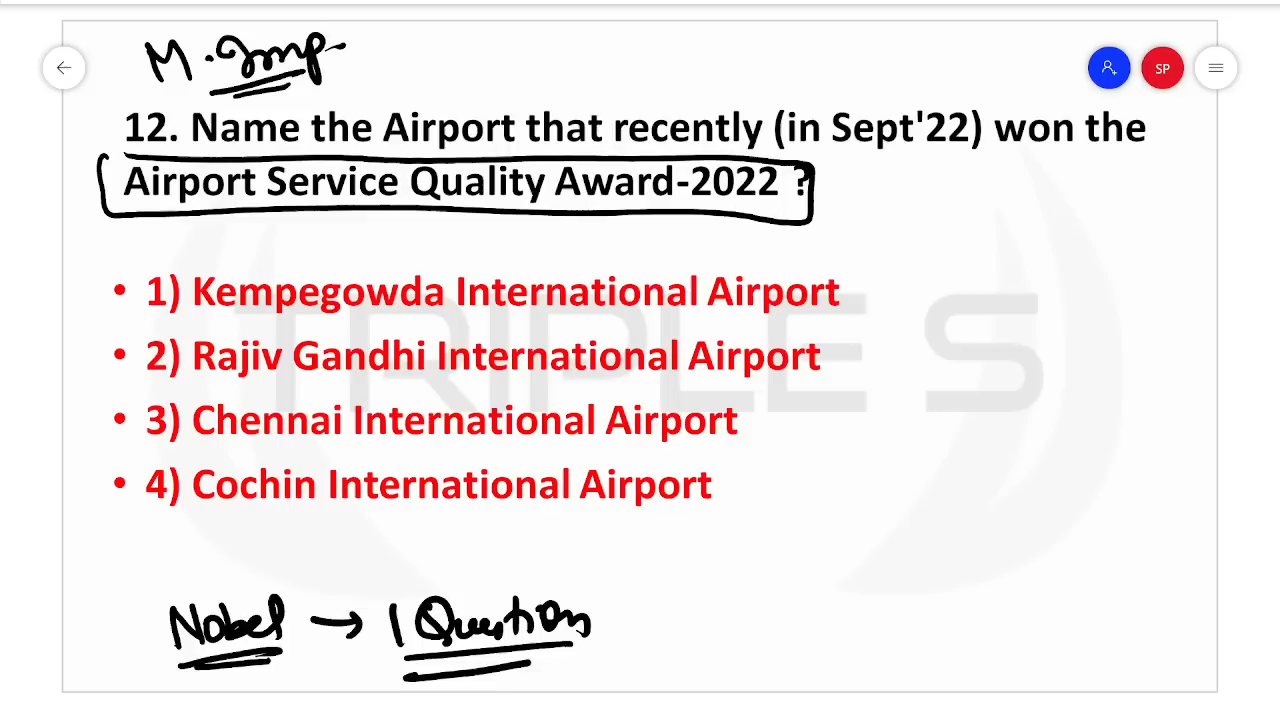 M. Imp
SP
12. Name the Airport that recently (in Sept'22) won the
Airport Service Quality Award-2022 ?
• 1) Kempegowda International Airport
• 2) Rajiv Gandhi International Airport
• 3) Chennai International Airport
• 4) Cochin International Airport
TRIPLE S
Nobel → 1 Question